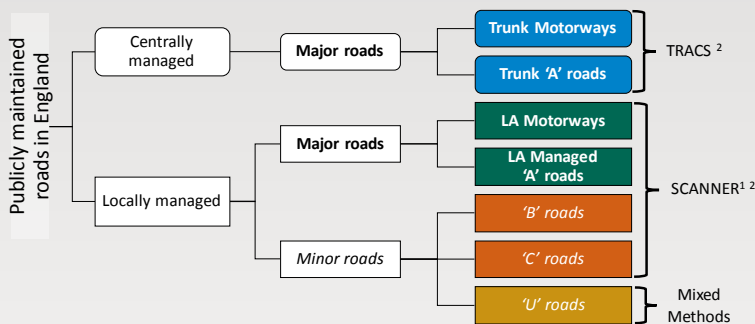 Publicly maintained
roads in England
Centrally
managed
Major roads
Trunk Motorways
Trunk ‘A’ roads
TRACS ²
Locally managed
Major roads
LA Motorways
LA Managed
‘A’ roads
Minor roads
‘B’ roads
‘C’ roads
SCANNER¹ ²
‘U’ roads
Mixed
Methods